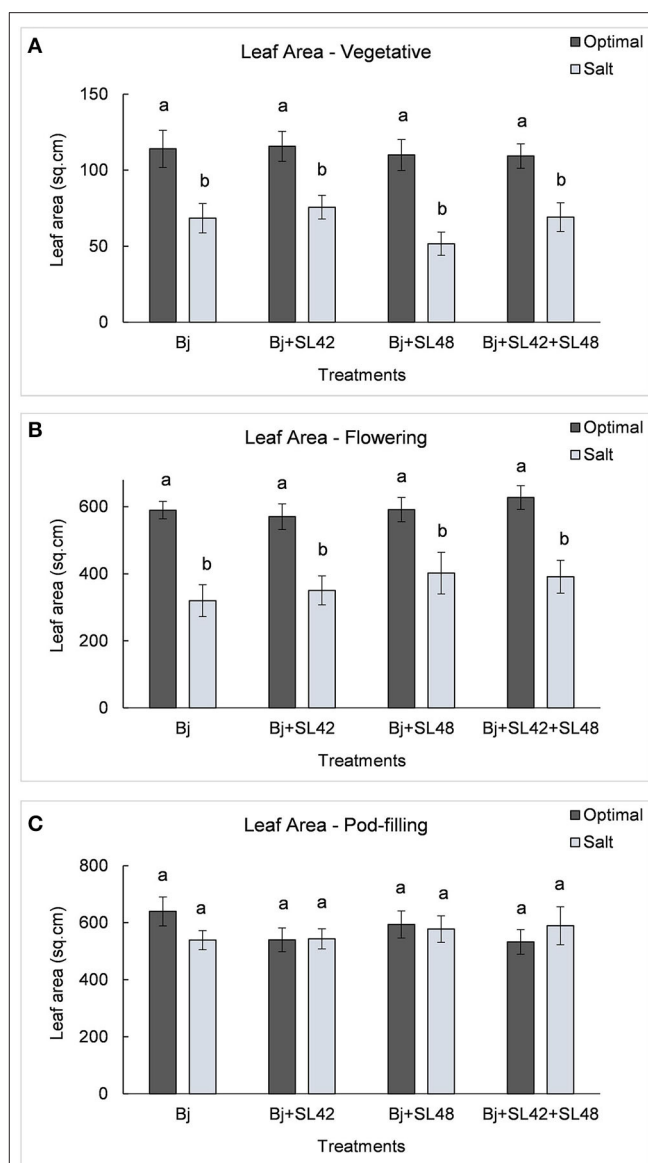 A
Leaf Area - Vegetative
Optimal
Salt
150
100
50
0
Leaf area (sq.cm)
a
b
a
b
a
b
a
b
Bj
Bj+SL42
Bj+SL48
Bj+SL42+SL48
Treatments
B
Leaf Area - Flowering
Optimal
Salt
600
400
200
0
Leaf area (sq.cm)
a
b
a
b
a
b
a
b
Bj
Bj+SL42
Bj+SL48
Bj+SL42+SL48
Treatments
C
Leaf Area - Pod-filling
Optimal
Salt
800
600
400
200
0
Leaf area (sq.cm)
a
a
a
a
a
a
a
a
Bj
Bj+SL42
Bj+SL48
Bj+SL42+SL48
Treatments